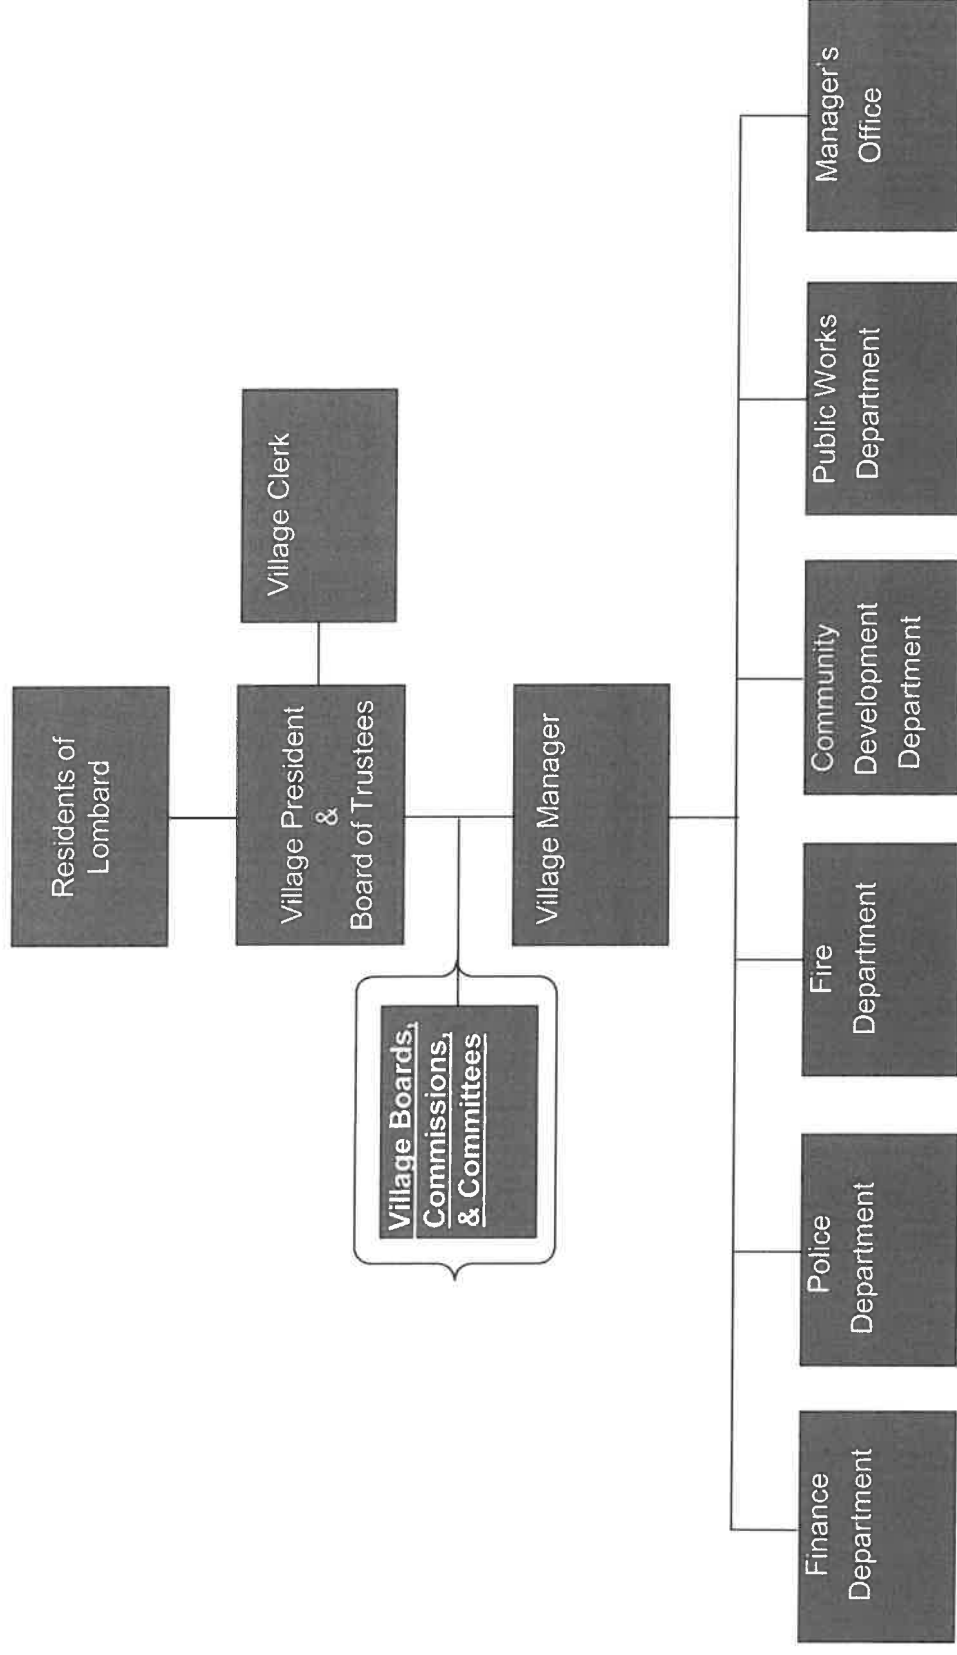 Residents of
Lombard
Village President
&
Board of Trustees
Village Clerk
Village Boards,
Commissions,
& Committees
Village Manager
Finance
Department
Police
Department
Fire
Department
Community
Development
Department
Public Works
Department
Manager's
Office